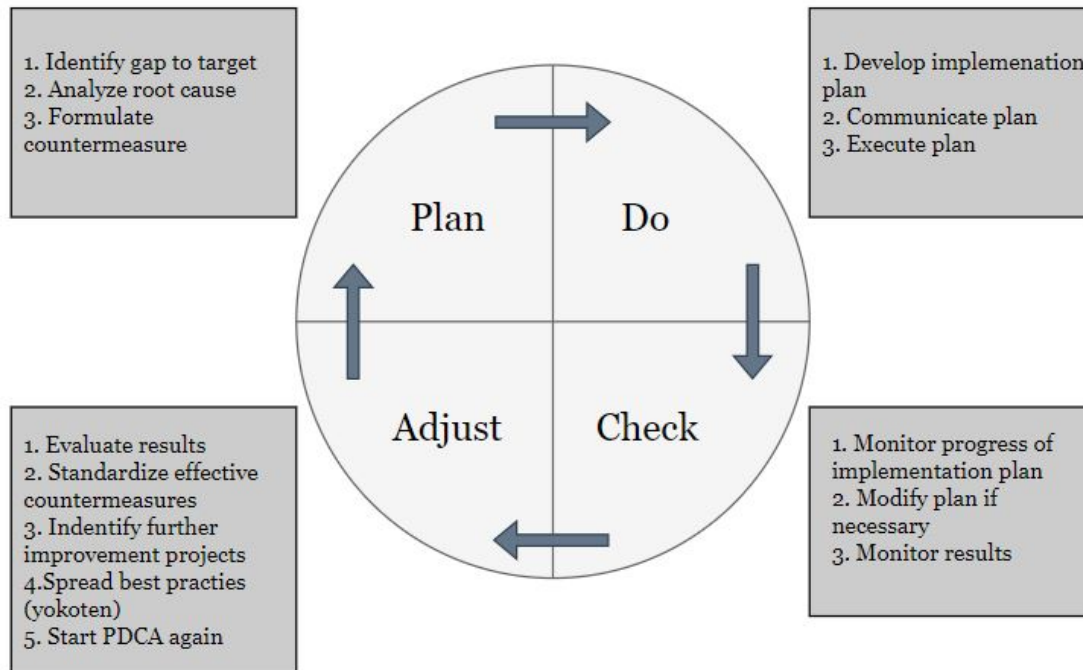 1. Identify gap to target
2. Analyze root cause
3. Formulate
countermeasure
1. Develop implemenation
plan
2. Communicate plan
3. Execute plan
Plan
Do
Adjust
Check
1. Evaluate results
2. Standardize effective
countermeasures
3. Indentify further
improvement projects
4.Spread best practies
(yokoten)
5. Start PDCA again
1. Monitor progress of
implementation plan
2. Modify plan if
necessary
3. Monitor results